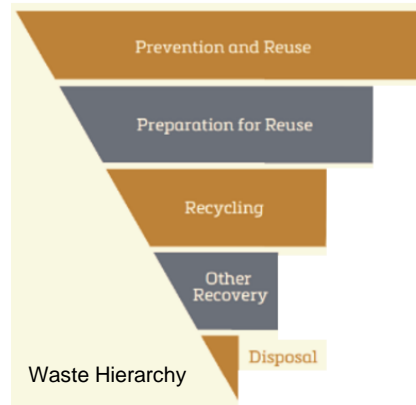 Prevention and Reuse
Preparation for Reuse
Recycling
Other
Recovery
Disposal
Waste Hierarchy